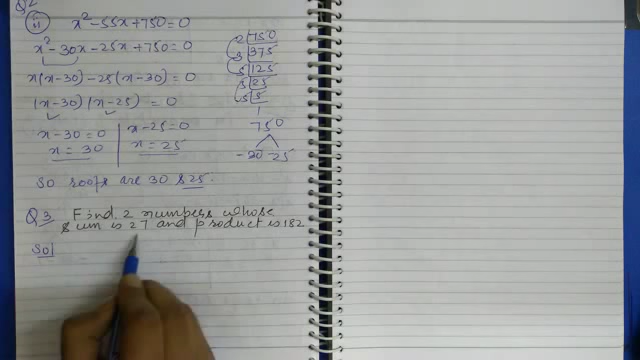 Q2
ii x² - 55x + 750 = 0
x² - 30x - 25x + 750 = 0
x(x-30) - 25(x-30) = 0
(x-30) (x-25) = 0
x-30 = 0 | x-25 = 0
x = 30 | x = 25
So roots are 30 & 25.
2 750
3 375
5 125
5 25
5 5
1
750
-30 25
Q3 Find 2 numbers whose
sum is 27 and product is 182
Sol